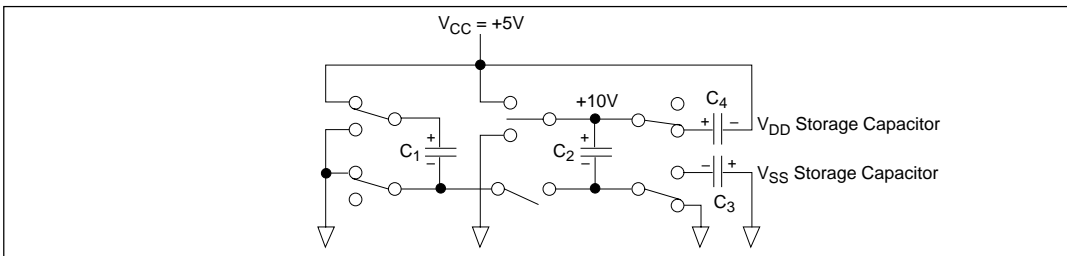 V_CC = +5V
+10V
C_4
+ −
V_DD Storage Capacitor
+
C_1
−
+
C_2
−
− +
V_SS Storage Capacitor
C_3